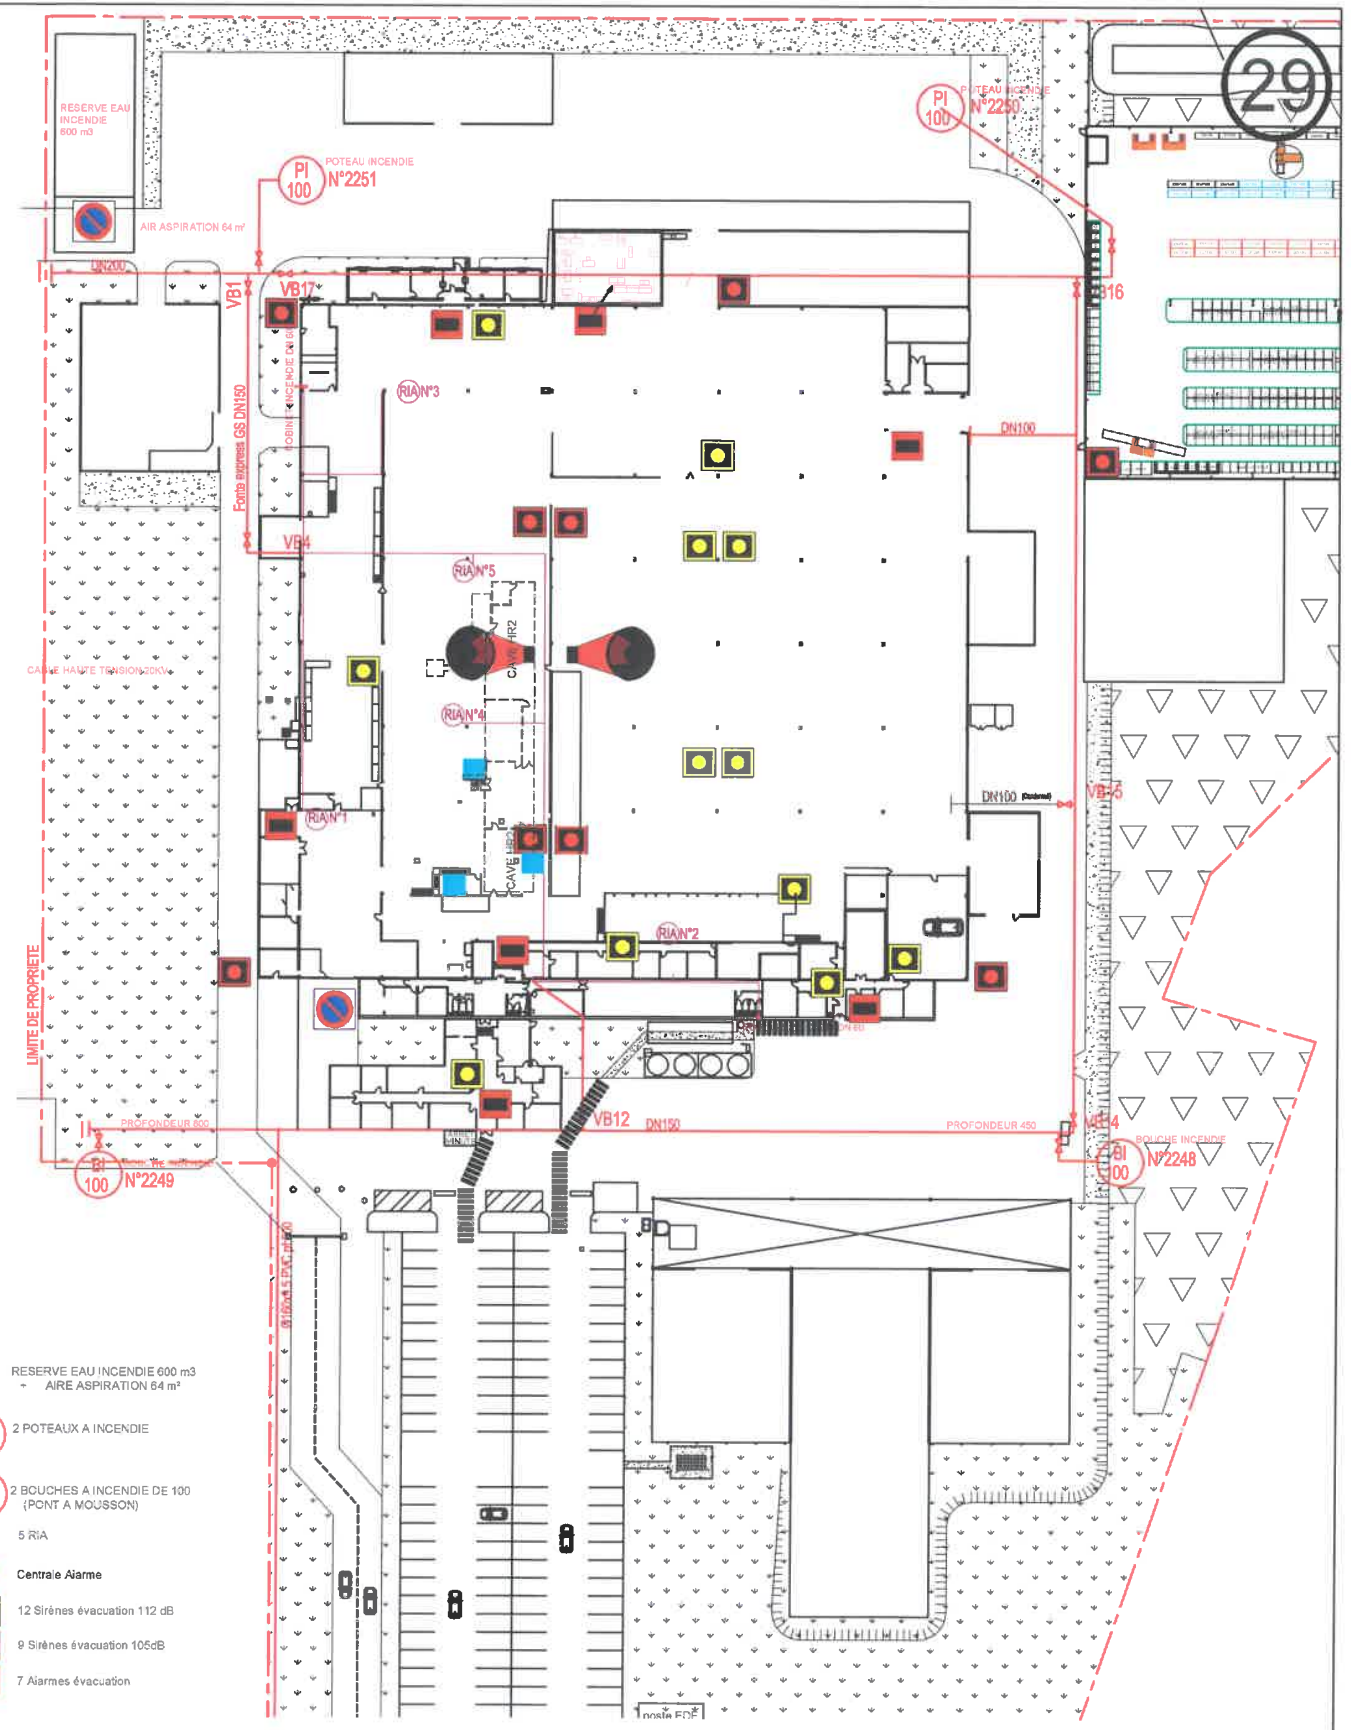 29
RESERVE EAU
INCENDIE
600 m3
PI
100
POTEAU INCENDIE
N°2250
PI
100
POTEAU INCENDIE
N°2251
AIR ASPIRATION 64 m²
DN200
VB1
VB17
Fonte express GS DN150
RIA N°3
DN100
VB4
RIA N°5
CAVE HR2
CABLE HAUTE TENSION 20KV
RIA N°4
DN100
VB15
RIA N°1
CAVE HR2
RIA N°2
LIMITE DE PROPRIETE
PROFONDEUR 600
VB12
DN150
PROFONDEUR 450
BI
100
N°2249
BI
100
BOUCHE INCENDIE
N°2248
RESERVE EAU INCENDIE 600 m3
+ AIRE ASPIRATION 64 m²
2 POTEAUX A INCENDIE
2 BOUCHES A INCENDIE DE 100
(PONT A MOUSSON)
5 RIA
Centrale Alarme
12 Sirènes évacuation 112 dB
9 Sirènes évacuation 105dB
7 Alarmes évacuation
poste EDF